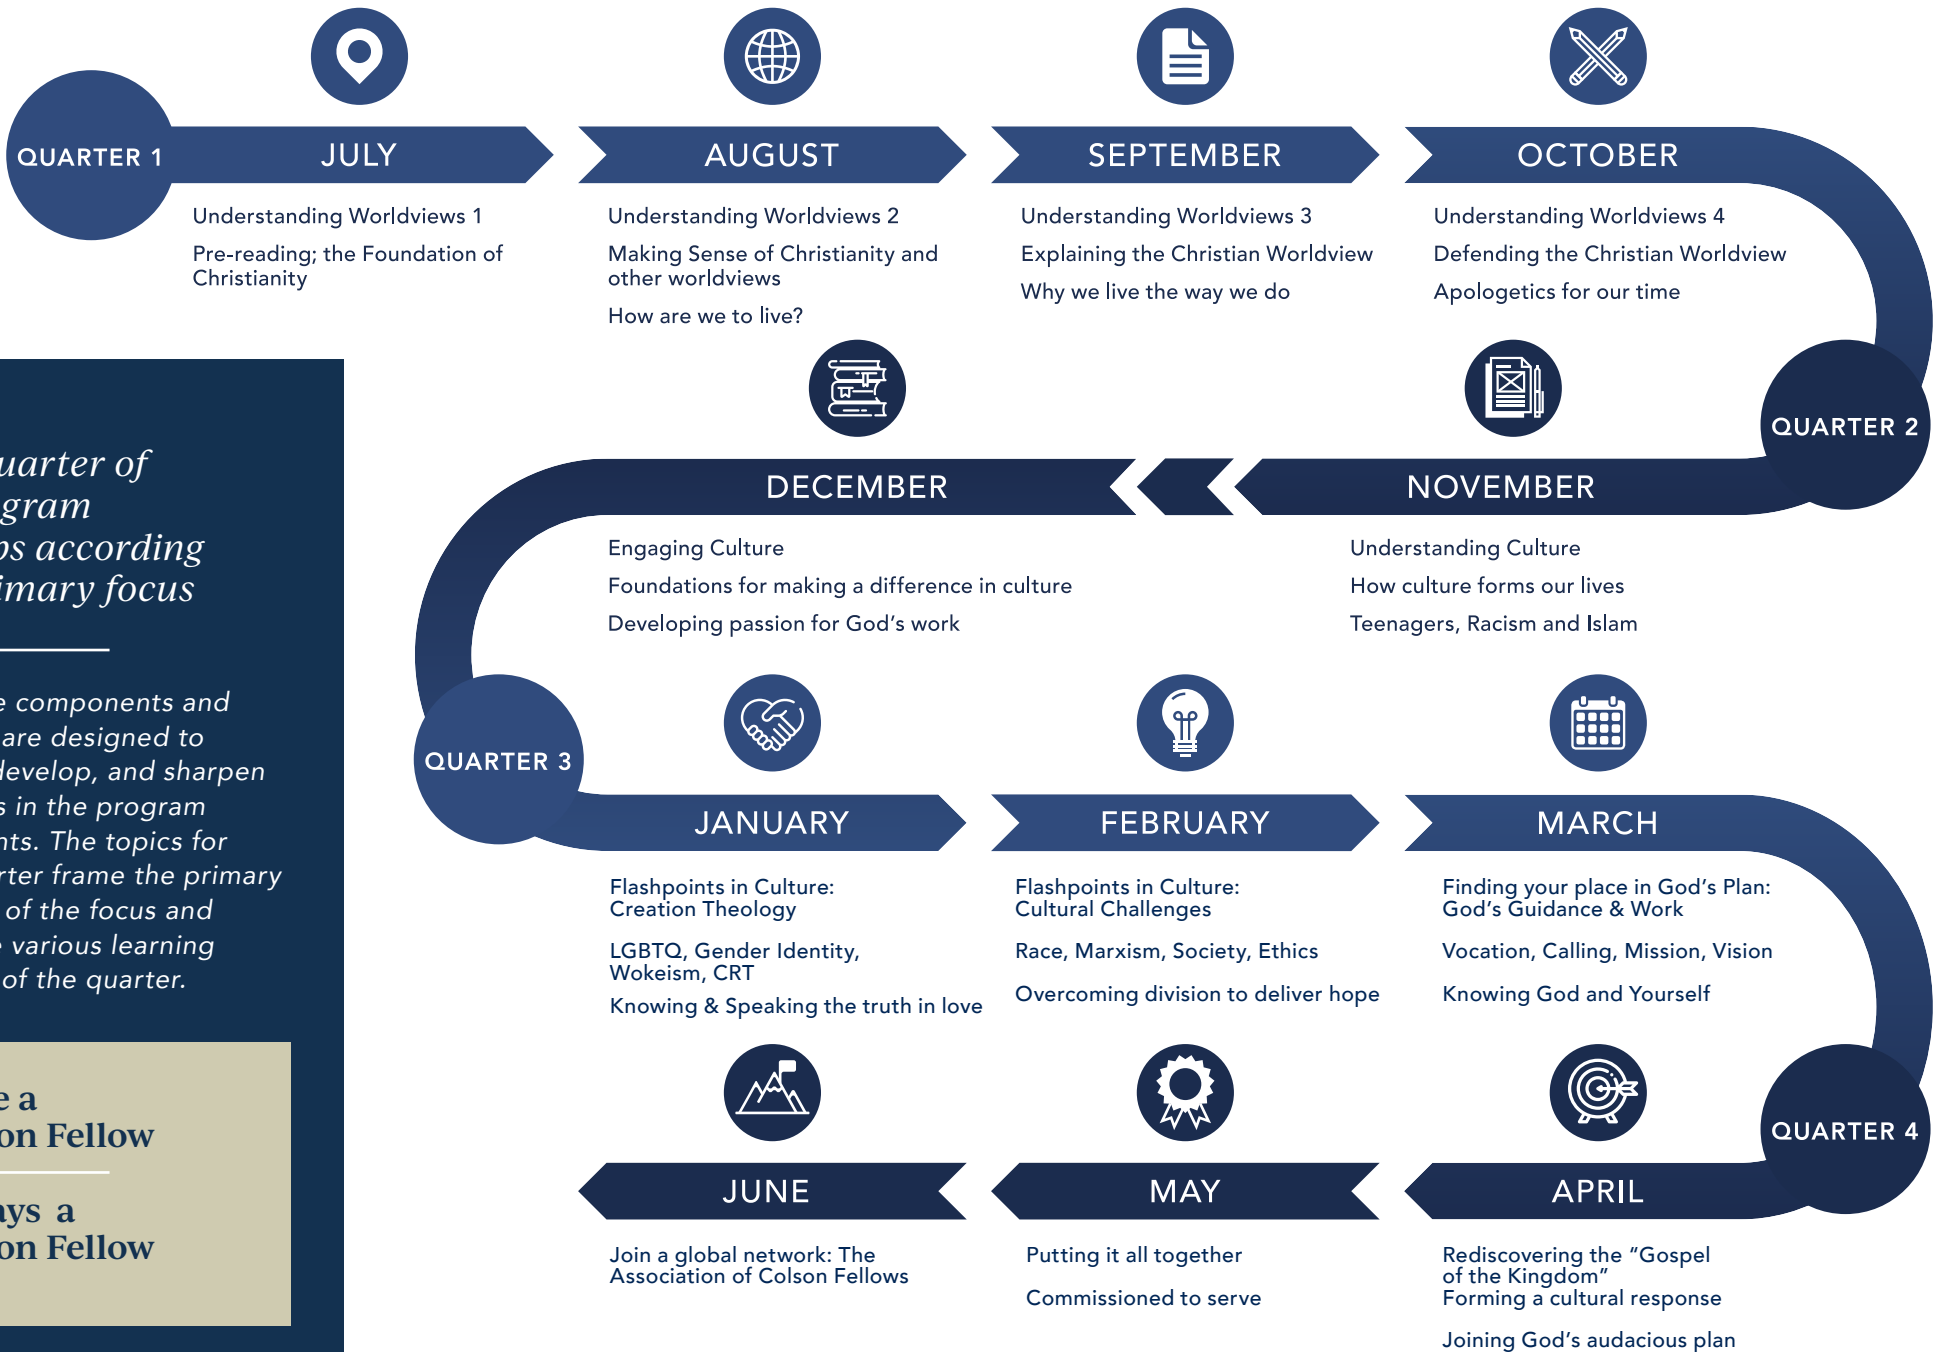 QUARTER 1
JULY
AUGUST
SEPTEMBER
OCTOBER
Understanding Worldviews 1
Pre-reading; the Foundation of
Christianity
Understanding Worldviews 2
Making Sense of Christianity and
other worldviews
How are we to live?
Understanding Worldviews 3
Explaining the Christian Worldview
Why we live the way we do
Understanding Worldviews 4
Defending the Christian Worldview
Apologetics for our time
QUARTER 2
NOVEMBER
Understanding Culture
How culture forms our lives
Teenagers, Racism and Islam
DECEMBER
Engaging Culture
Foundations for making a difference in culture
Developing passion for God's work
QUARTER 3
JANUARY
FEBRUARY
MARCH
Flashpoints in Culture:
Creation Theology
LGBTQ, Gender Identity,
Wokeism, CRT
Knowing & Speaking the truth in love
Flashpoints in Culture:
Cultural Challenges
Race, Marxism, Society, Ethics
Overcoming division to deliver hope
Finding your place in God's Plan:
God's Guidance & Work
Vocation, Calling, Mission, Vision
Knowing God and Yourself
QUARTER 4
APRIL
Rediscovering the “Gospel
of the Kingdom”
Forming a cultural response
Joining God's audacious plan
MAY
Putting it all together
Commissioned to serve
JUNE
Join a global network: The
Association of Colson Fellows
of
according
focus
components and
are designed to
develop, and sharpen
in the program
The topics for
frame the primary
of the focus and
various learning
of the quarter.
a
Fellow
a
Fellow